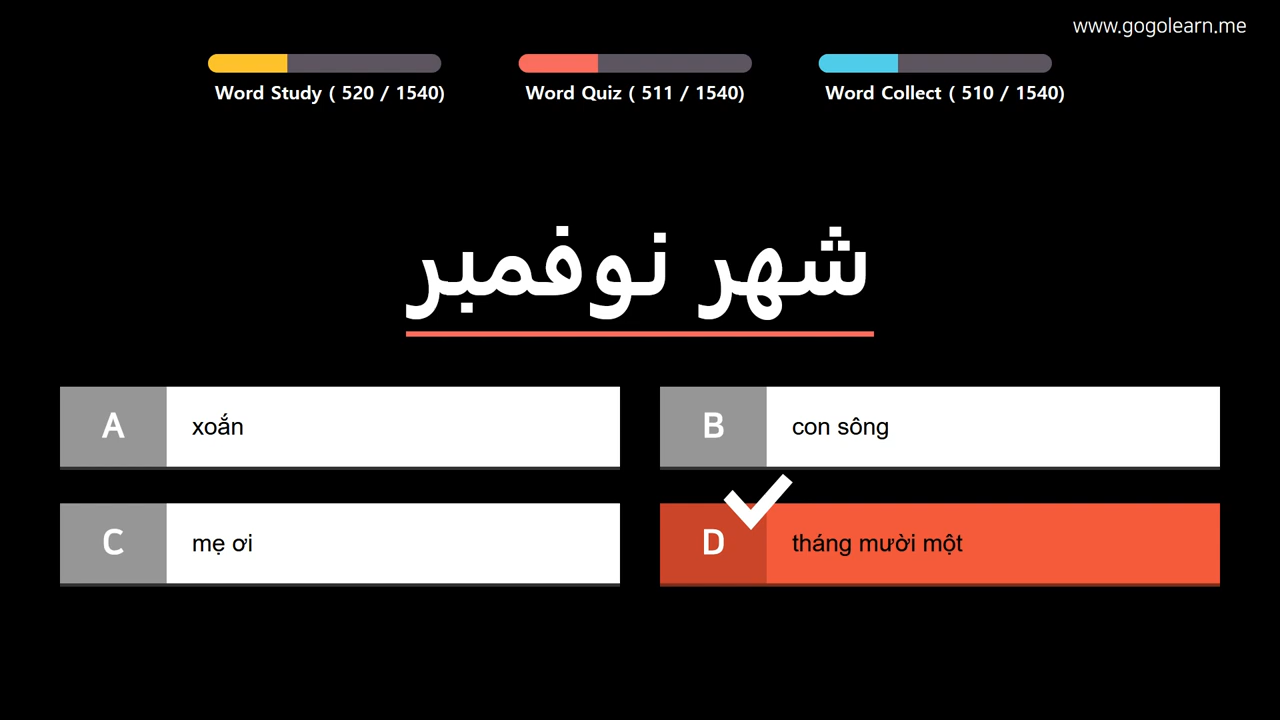 www.gogolearn.me
Word Study ( 520 / 1540)
Word Quiz ( 511 / 1540)
Word Collect ( 510 / 1540)
شهر نوفمبر
A xoắn
B con sông
C mẹ ơi
D tháng mười một